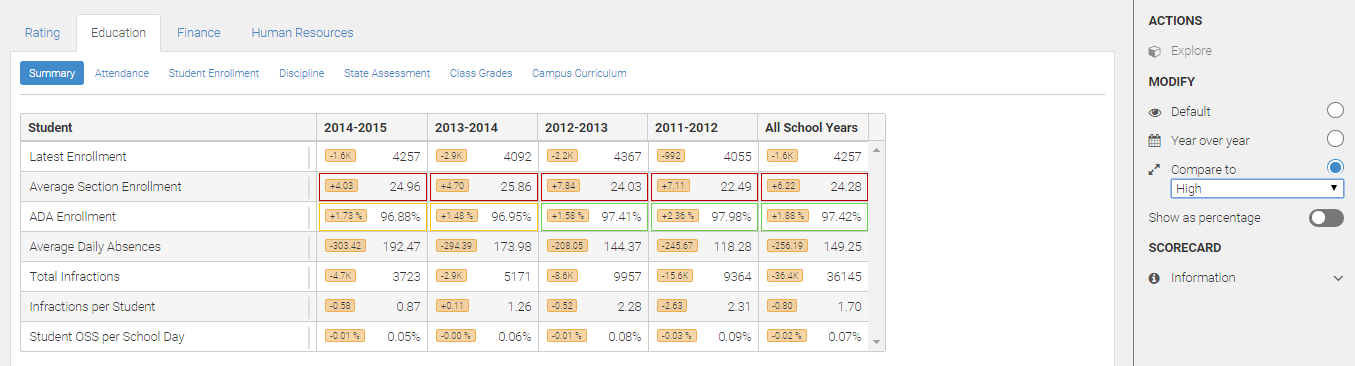 Rating Education Finance Human Resources
Summary Attendance Student Enrollment Discipline State Assessment Class Grades Campus Curriculum
Student 2014-2015 2013-2014 2012-2013 2011-2012 All School Years
Latest Enrollment -1.6K 4257 -2.9K 4092 -2.2K 4367 -992 4055 -1.6K 4257
Average Section Enrollment +4.03 24.96 +4.70 25.86 +7.84 24.03 +7.11 22.49 +6.22 24.28
ADA Enrollment +1.73 % 96.88% +1.48 % 96.95% +1.58 % 97.41% +2.36 % 97.98% +1.88 % 97.42%
Average Daily Absences -303.42 192.47 -294.39 173.98 -208.05 144.37 -245.67 118.28 -256.19 149.25
Total Infractions -4.7K 3723 -2.9K 5171 -8.6K 9957 -15.6K 9364 -36.4K 36145
Infractions per Student -0.58 0.87 +0.11 1.26 -0.52 2.28 -2.63 2.31 -0.80 1.70
Student OSS per School Day -0.01 % 0.05% -0.00 % 0.06% -0.01 % 0.08% -0.03 % 0.09% -0.02 % 0.07%
ACTIONS
Explore
MODIFY
Default
Year over year
Compare to
High
Show as percentage
SCORECARD
Information